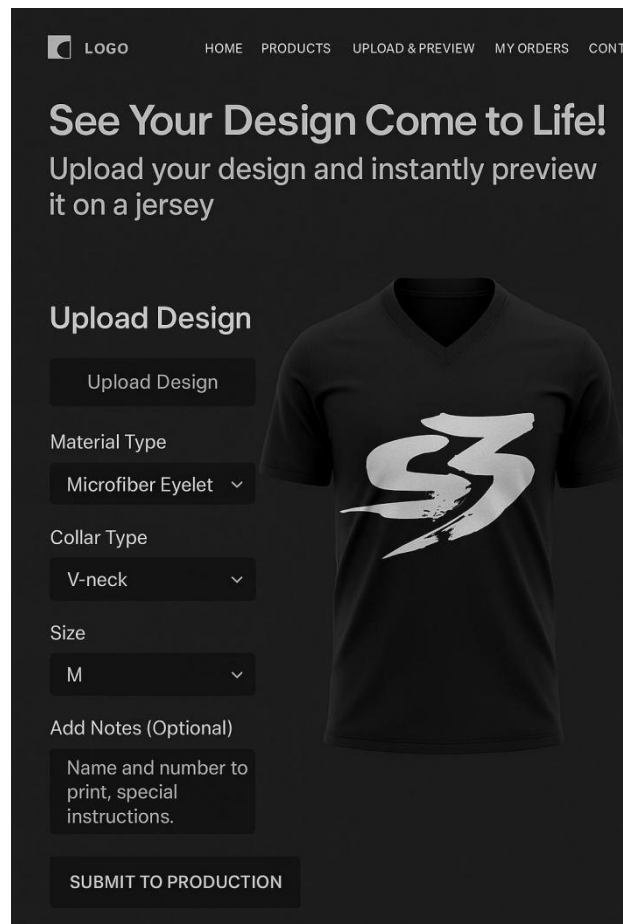 LOGO
HOME PRODUCTS UPLOAD & PREVIEW MY ORDERS CONT
See Your Design Come to Life!
Upload your design and instantly preview
it on a jersey
Upload Design
Upload Design
Material Type
Microfiber Eyelet
Collar Type
V-neck
Size
M
Add Notes (Optional)
Name and number to
print, special
instructions.
SUBMIT TO PRODUCTION
S3